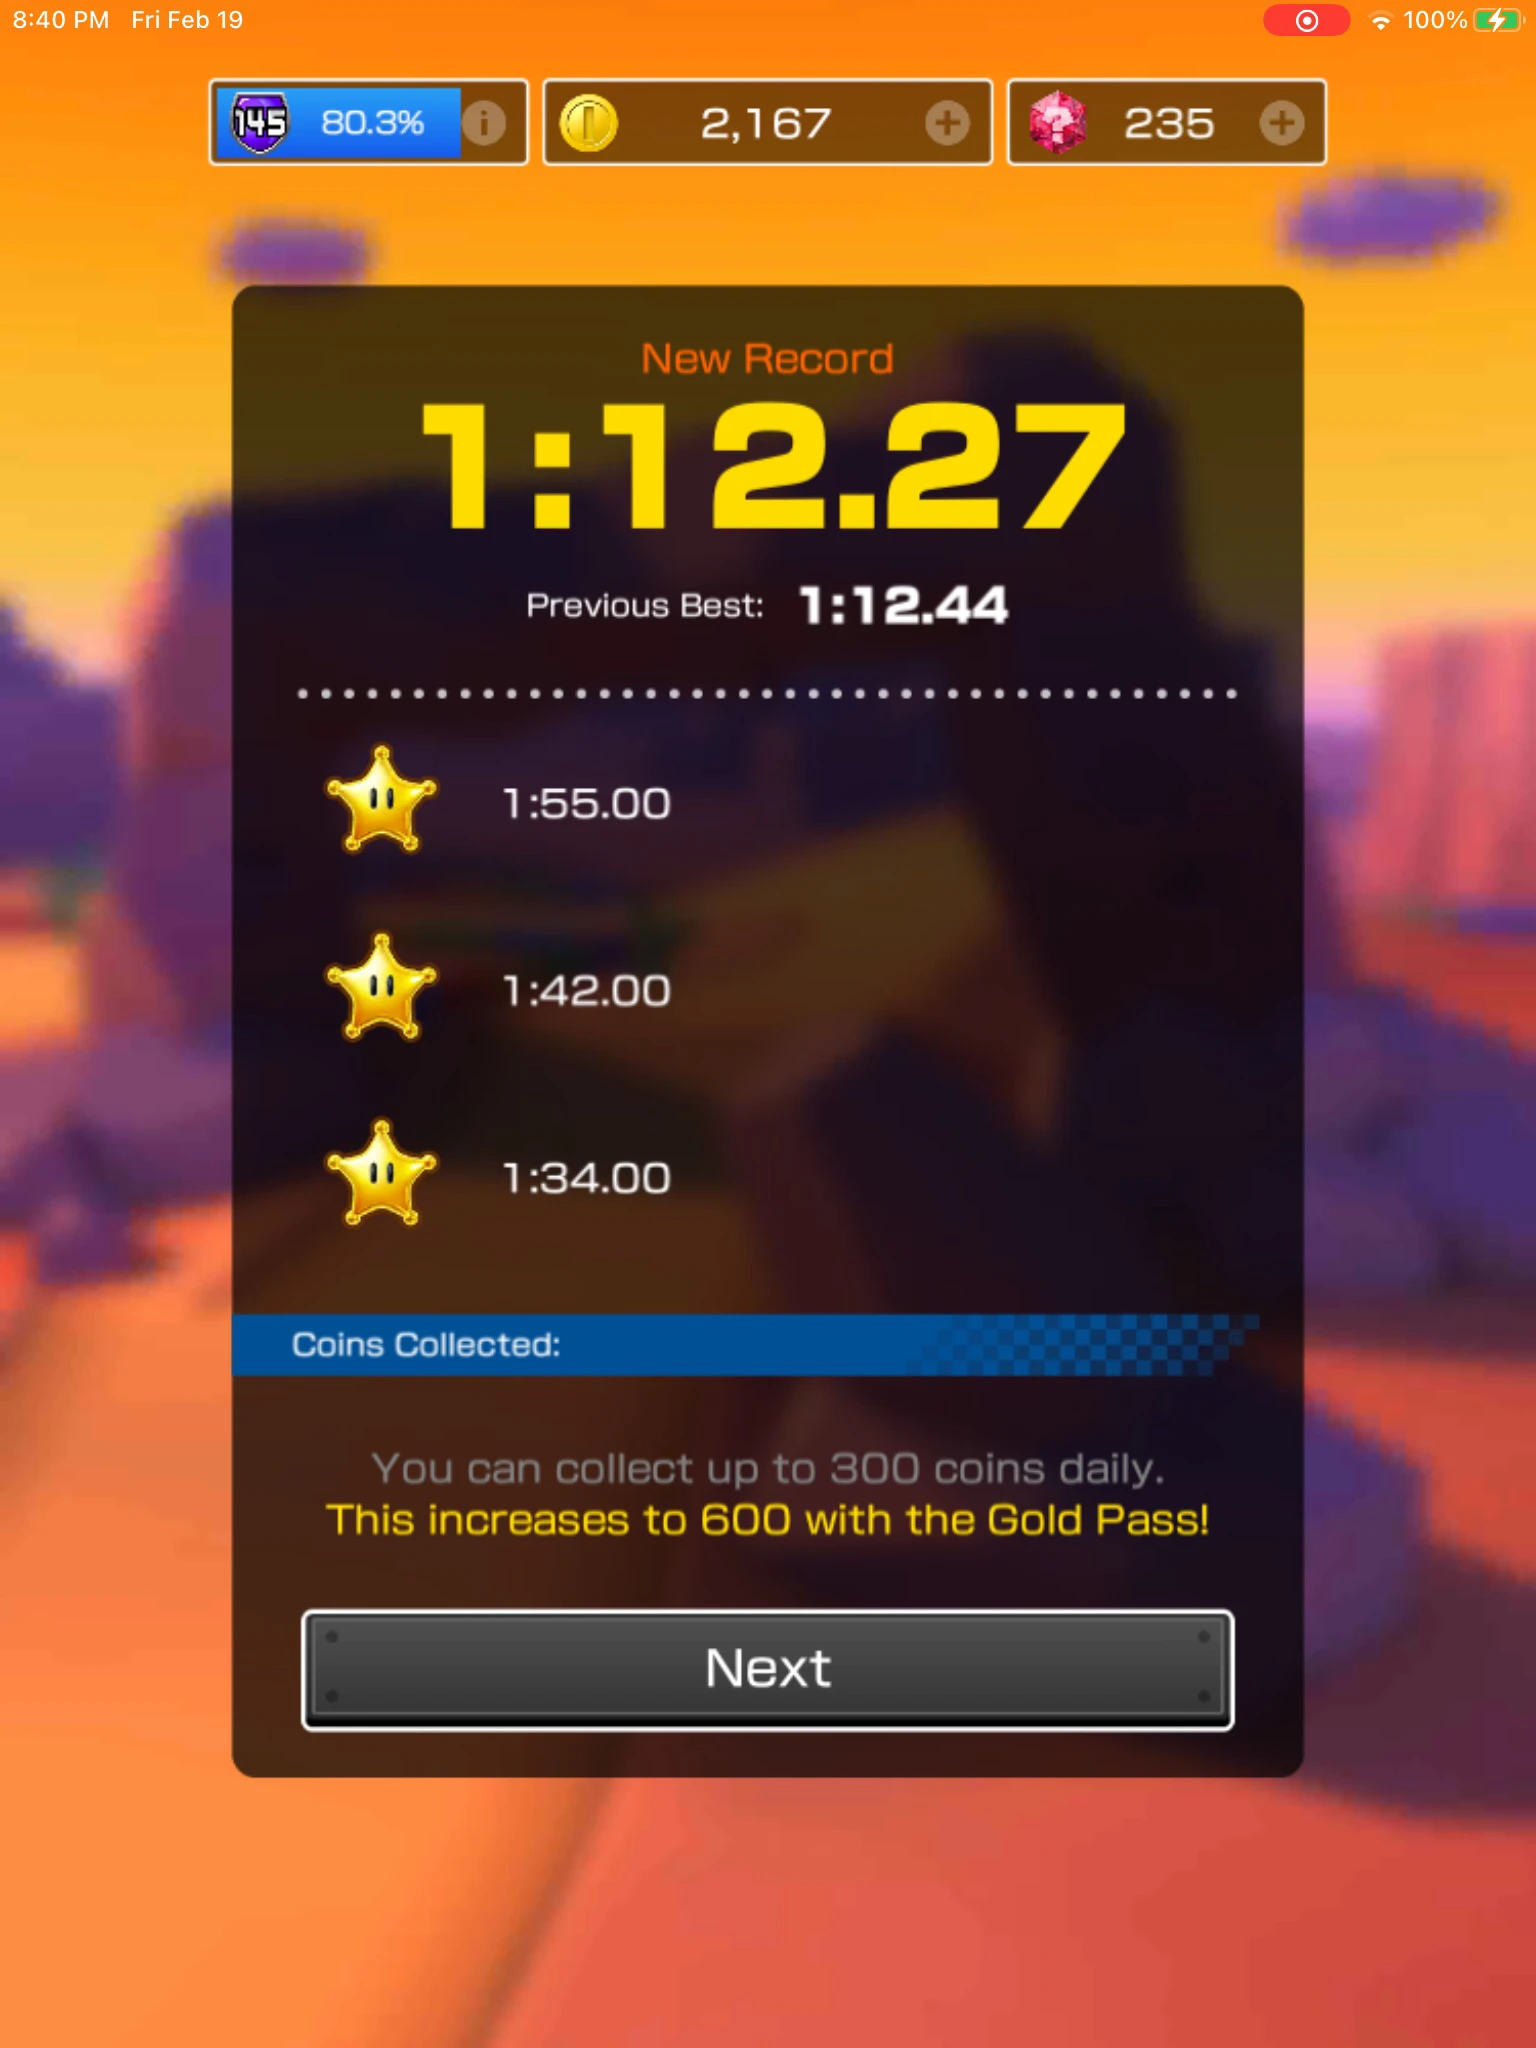 8:40 PM Fri Feb 19 100%
145 80.3% i 2,167 + ? 235 +
New Record
1:12.27
Previous Best: 1:12.44
1:55.00
1:42.00
1:34.00
Coins Collected:
You can collect up to 300 coins daily.
This increases to 600 with the Gold Pass!
Next